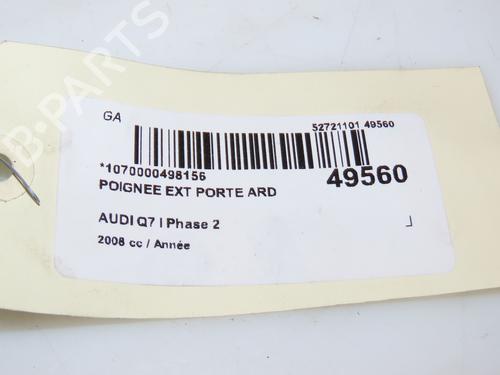 B-PARTS
GA
52721101 49560
*1070000498156
49560
POIGNEE EXT PORTE ARD
AUDI Q7 I Phase 2
2008 cc / Année